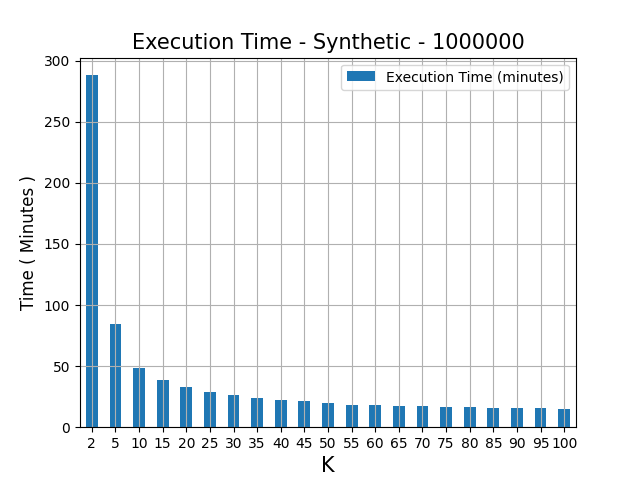 Execution Time - Synthetic - 1000000
Execution Time (minutes)
300
250
200
150
100
50
0
Time ( Minutes )
2 5 10 15 20 25 30 35 40 45 50 55 60 65 70 75 80 85 90 95 100
K